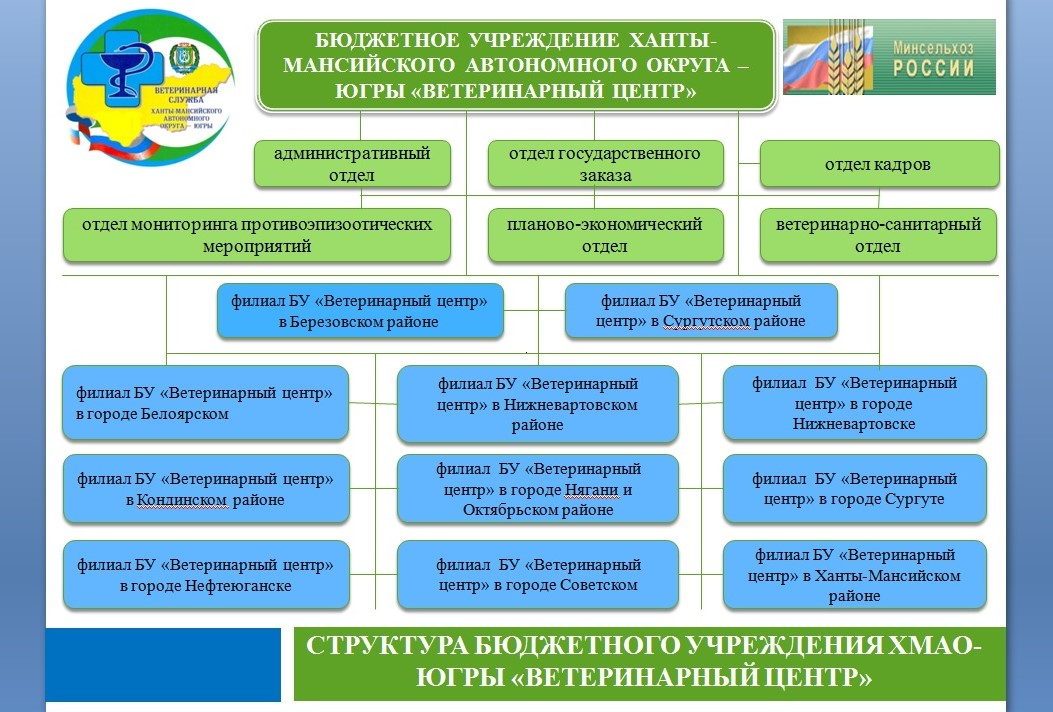 ВЕТЕРИНАРНАЯ
СЛУЖБА
ХАНТЫ-МАНСИЙСКОГО
АВТОНОМНОГО
ОКРУГА – ЮГРЫ
БЮДЖЕТНОЕ УЧРЕЖДЕНИЕ ХАНТЫ-
МАНСИЙСКОГО АВТОНОМНОГО ОКРУГА –
ЮГРЫ «ВЕТЕРИНАРНЫЙ ЦЕНТР»
Минсельхоз
РОССИИ
административный
отдел
отдел государственного
заказа
отдел кадров
отдел мониторинга противоэпизоотических
мероприятий
планово-экономический
отдел
ветеринарно-санитарный
отдел
филиал БУ «Ветеринарный центр»
в Березовском районе
филиал БУ «Ветеринарный
центр» в Сургутском районе
филиал БУ «Ветеринарный центр»
в городе Белоярском
филиал БУ «Ветеринарный
центр» в Нижневартовском
районе
филиал БУ «Ветеринарный
центр» в городе
Нижневартовске
филиал БУ «Ветеринарный центр»
в Кондинском районе
филиал БУ «Ветеринарный
центр» в городе Нягани и
Октябрьском районе
филиал БУ «Ветеринарный
центр» в городе Сургуте
филиал БУ «Ветеринарный центр»
в городе Нефтеюганске
филиал БУ «Ветеринарный
центр» в городе Советском
филиал БУ «Ветеринарный
центр» в Ханты-Мансийском
районе
СТРУКТУРА БЮДЖЕТНОГО УЧРЕЖДЕНИЯ ХМАО-
ЮГРЫ «ВЕТЕРИНАРНЫЙ ЦЕНТР»